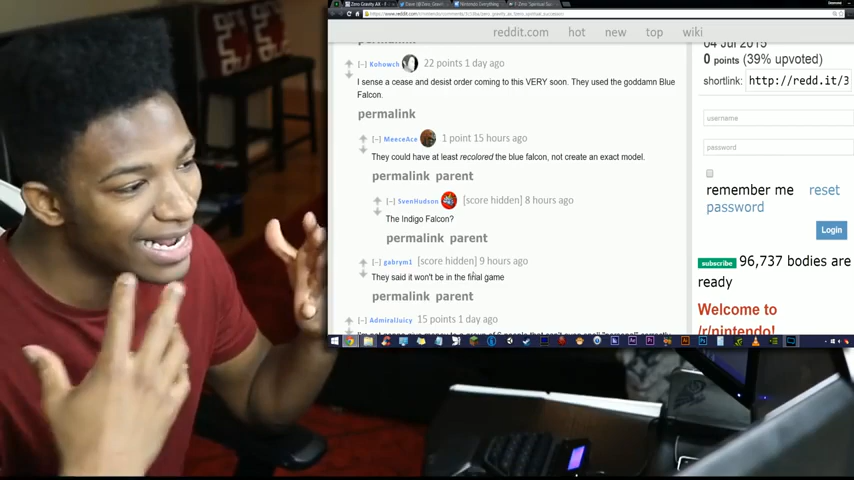 Zero Gravity AX
reddit.com hot new top wiki
permalink
[–] Kohowch 22 points 1 day ago
I sense a cease and desist order coming to this VERY soon. They used the goddamn Blue
Falcon.
permalink
[–] MeeceAce 1 point 15 hours ago
They could have at least recolored the blue falcon, not create an exact model.
permalink parent
[–] SvenHudson [score hidden] 8 hours ago
The Indigo Falcon?
permalink parent
[–] gabrym1 [score hidden] 9 hours ago
They said it won't be in the final game
permalink parent
[–] AdmiralJuicy 15 points 1 day ago
04 Jul 2015
0 points (39% upvoted)
shortlink: http://redd.it/3
username
password
remember me reset
password
Login
subscribe 96,737 bodies are
ready
Welcome to
/r/nintendo!